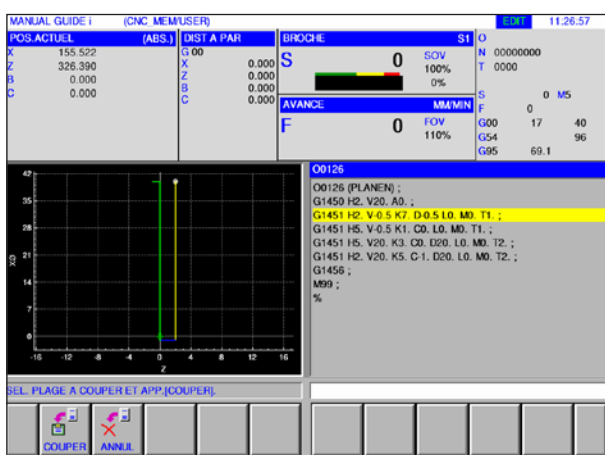 MANUAL GUIDE i (CNC_MEM/USER) EDIT 11:26:57
POS.ACTUEL (ABS.) DIST A PAR BROCHE S1 O
X 155.522 G 00 S 0 SOV N 00000000
Z 326.390 X 0.000 100% T 0000
B 0.000 Z 0.000 0%
C 0.000 B 0.000 S 0 M5
C 0.000 AVANCE MM/MIN F 0
F 0 FOV G00 17 40
110% G54 96
G95 69.1
O0126
O0126 (PLANEN) ;
G1450 H2. V20. A0. ;
G1451 H2. V-0.5 K7. D-0.5 L0. M0. T1. ;
G1451 H5. V-0.5 K1. C0. L0. M0. T1. ;
G1451 H5. V20. K3. C0. D20. L0. M0. T2. ;
G1451 H2. V20. K5. C-1. D20. L0. M0. T2. ;
G1456 ;
M99 ;
%
42
35
28
XØ 21
14
7
0
-16 -12 -8 -4 0 4 8 12 16
Z
SEL. PLAGE A COUPER ET APP.[COUPER].
COUPER ANNUL